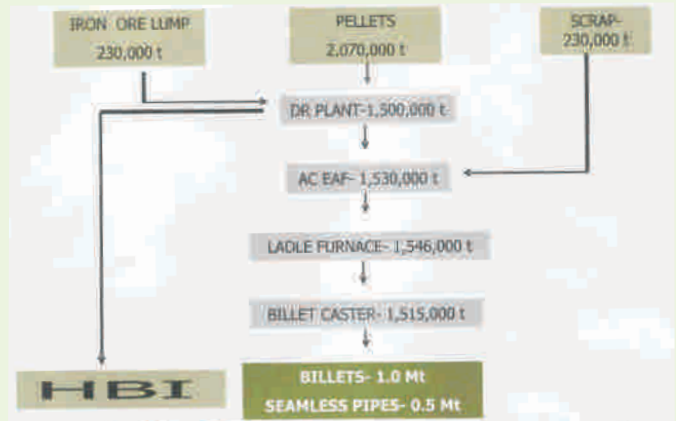 IRON ORE LUMP
230,000 t
PELLETS
2,070,000 t
SCRAP-
230,000 t
DR PLANT-1,500,000 t
AC EAF- 1,530,000 t
LADLE FURNACE- 1,546,000 t
BILLET CASTER- 1,515,000 t
HBI
BILLETS- 1.0 Mt
SEAMLESS PIPES- 0.5 Mt